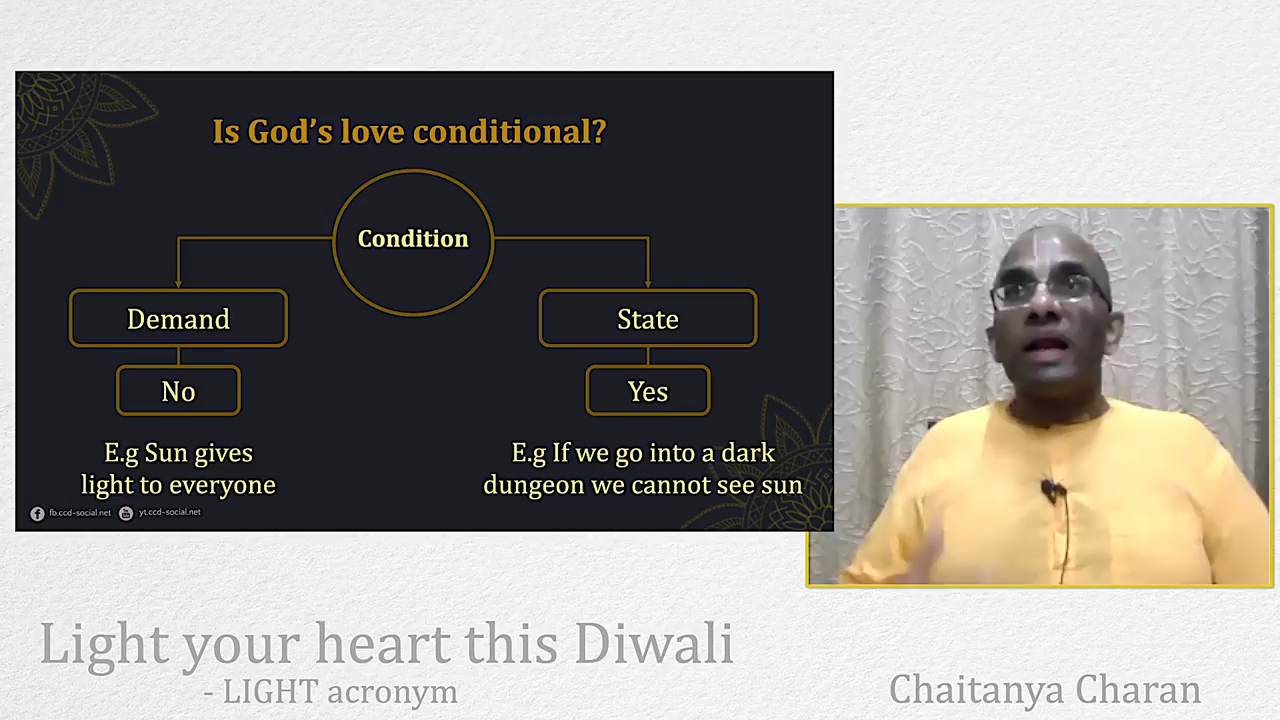 Is God's love conditional?
Condition
Demand
State
No
Yes
E.g Sun gives
light to everyone
E.g If we go into a dark
dungeon we cannot see sun
fb.ccd-social.net
yt.ccd-social.net
Light your heart this Diwali
- LIGHT acronym
Chaitanya Charan